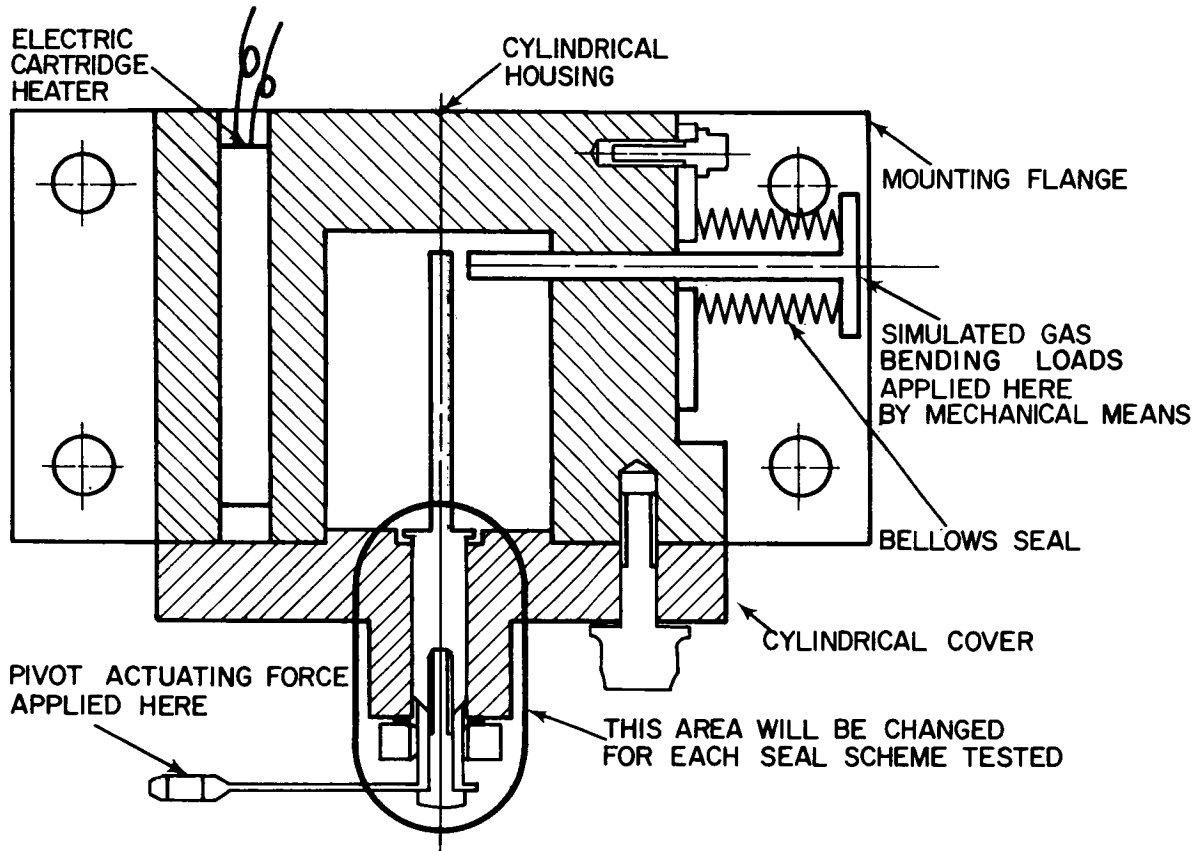 ELECTRIC
CARTRIDGE
HEATER
CYLINDRICAL
HOUSING
MOUNTING FLANGE
SIMULATED GAS
BENDING LOADS
APPLIED HERE
BY MECHANICAL MEANS
BELLOWS SEAL
CYLINDRICAL COVER
PIVOT ACTUATING FORCE
APPLIED HERE
THIS AREA WILL BE CHANGED
FOR EACH SEAL SCHEME TESTED